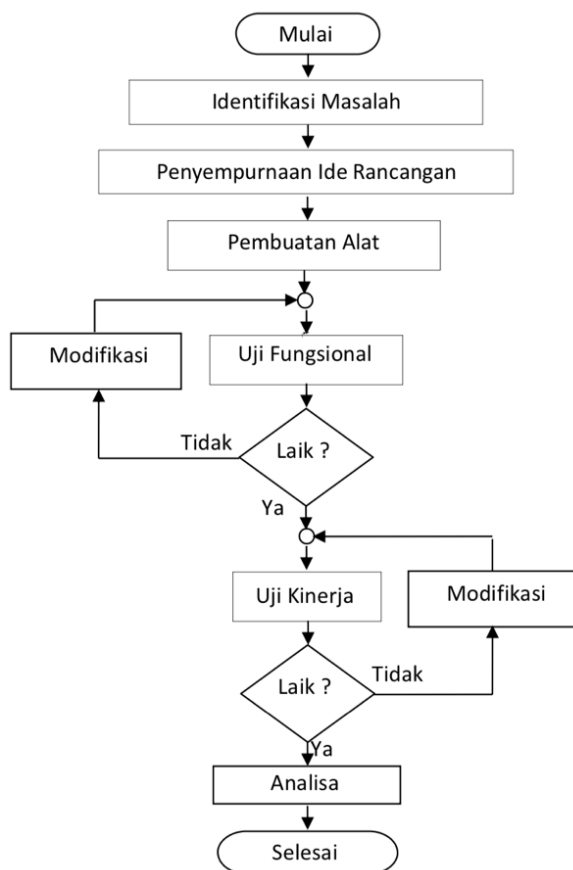 Mulai
Identifikasi Masalah
Penyempurnaan Ide Rancangan
Pembuatan Alat
Modifikasi
Uji Fungsional
Tidak
Laik ?
Ya
Uji Kinerja
Modifikasi
Laik ?
Tidak
Ya
Analisa
Selesai